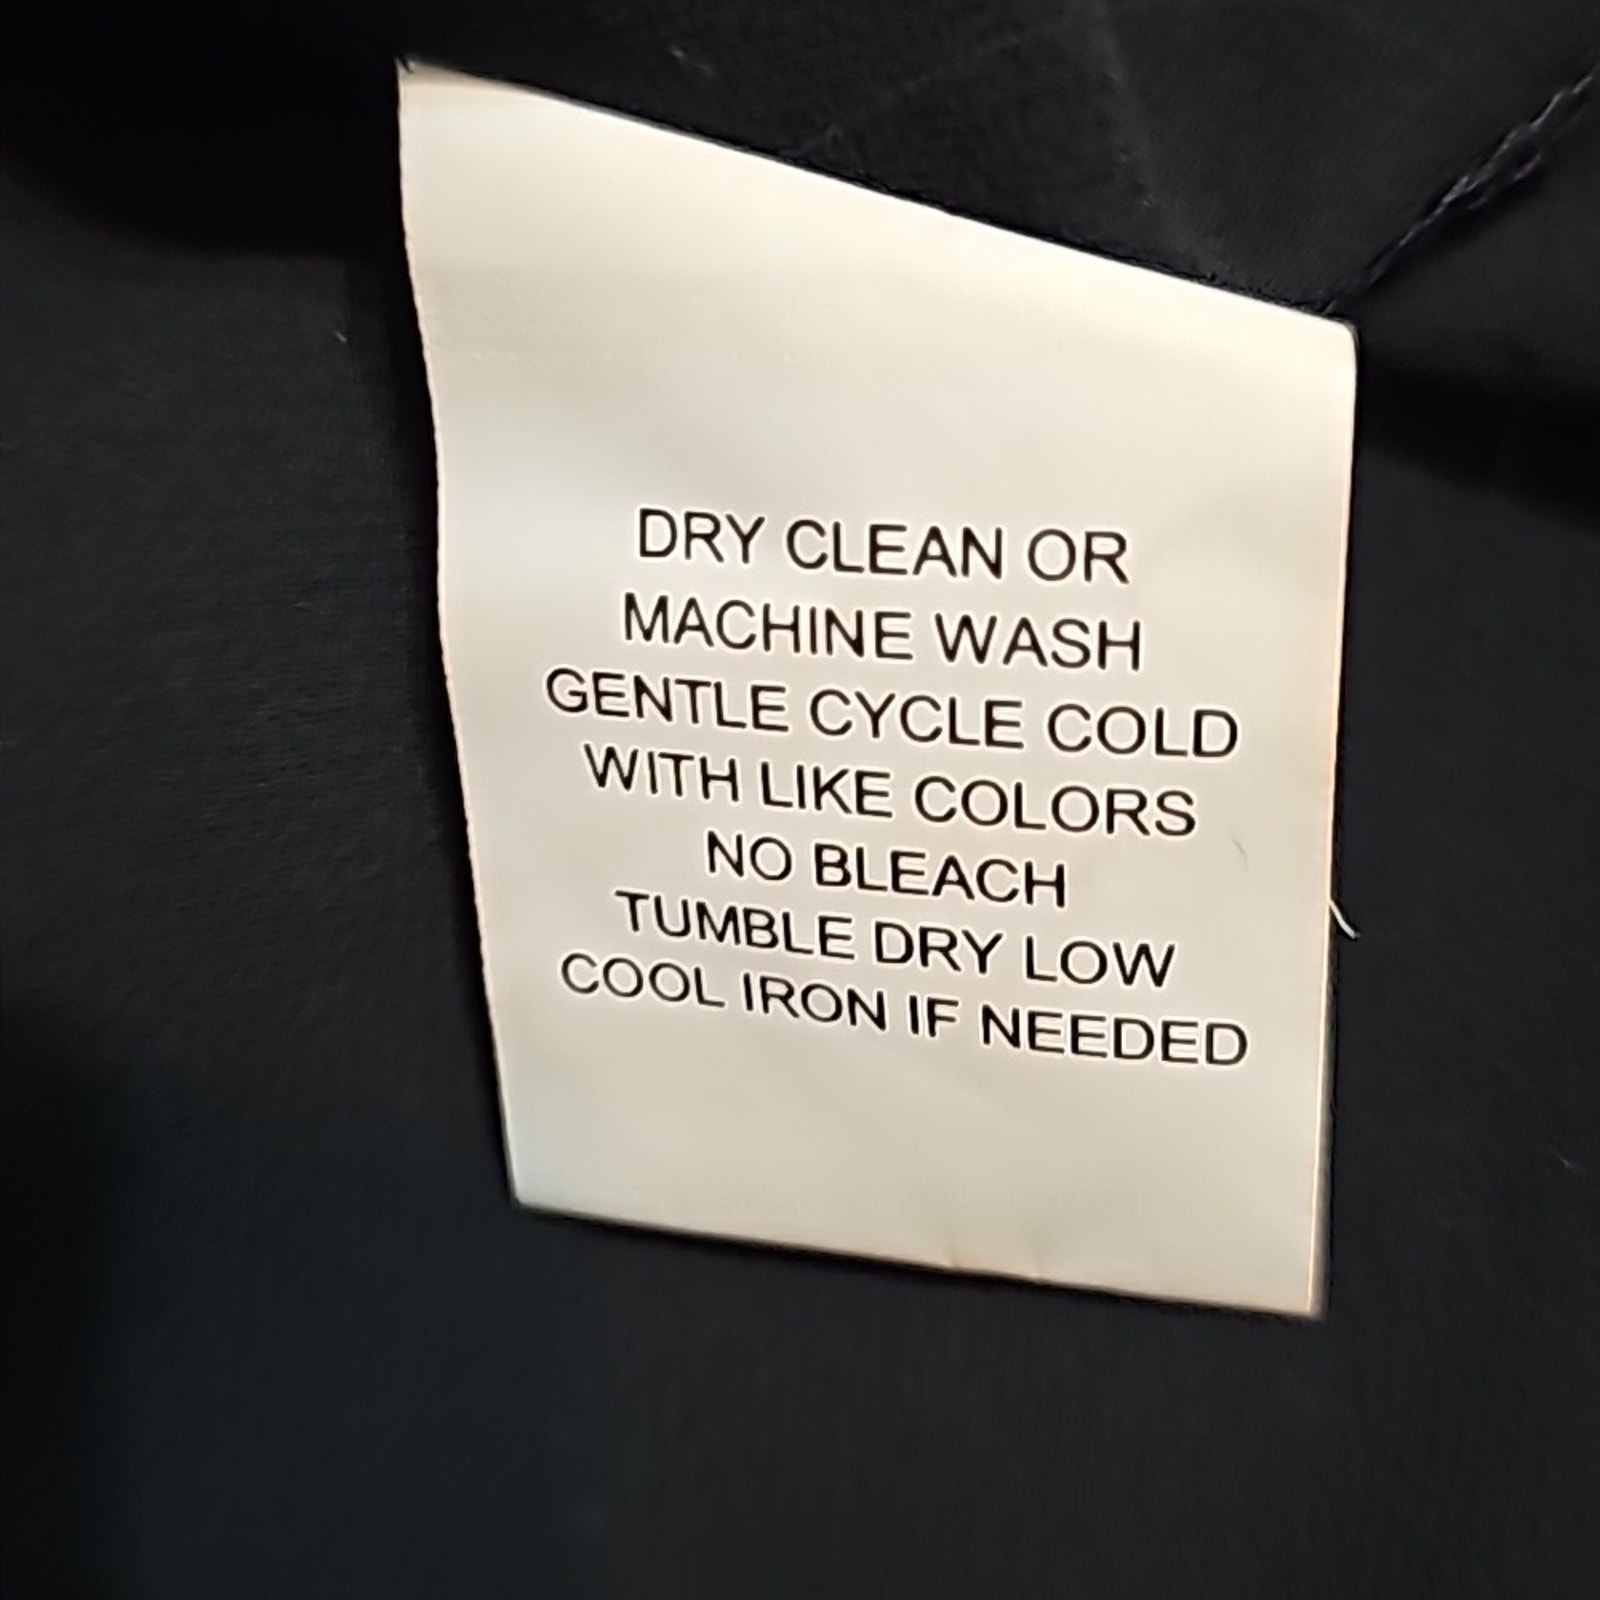 DRY CLEAN OR
MACHINE WASH
GENTLE CYCLE COLD
WITH LIKE COLORS
NO BLEACH
TUMBLE DRY LOW
COOL IRON IF NEEDED